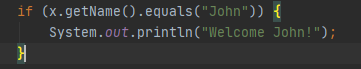 if (x.getName().equals("John")) {
    System.out.println("Welcome John!");
}